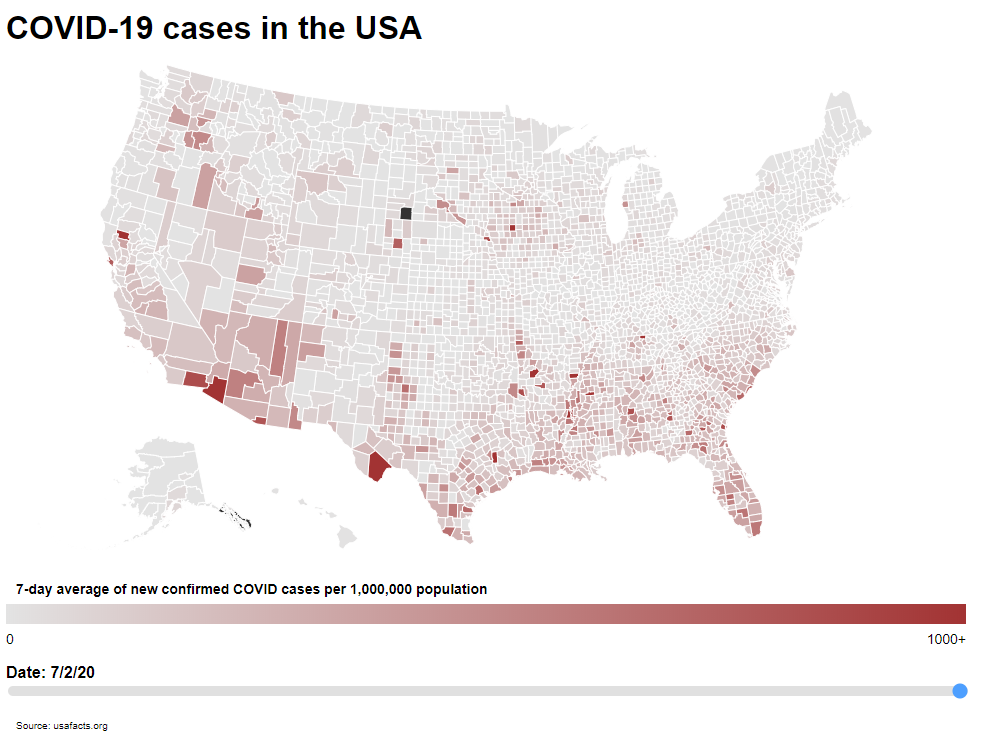 COVID-19 cases in the USA
7-day average of new confirmed COVID cases per 1,000,000 population
0
1000+
Date: 7/2/20
Source: usafacts.org